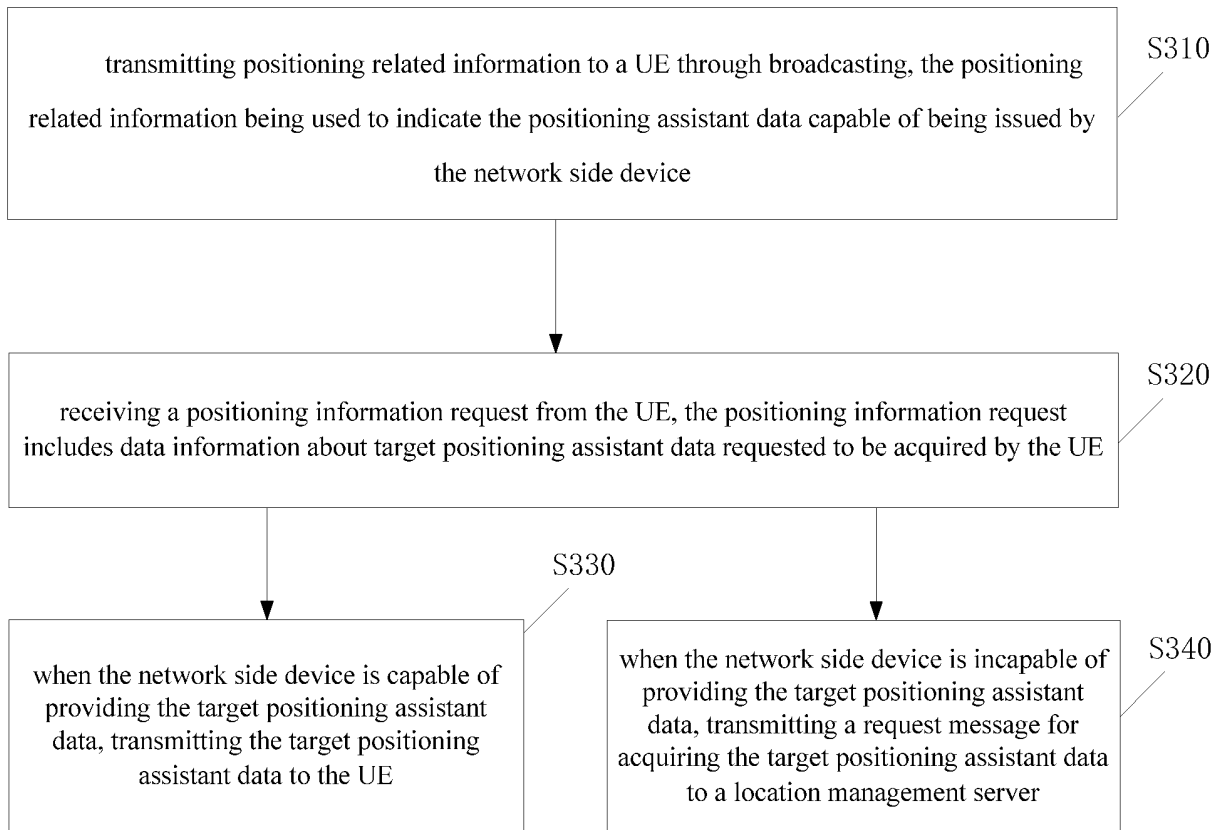 S310
transmitting positioning related information to a UE through broadcasting, the positioning
related information being used to indicate the positioning assistant data capable of being issued by
the network side device
S320
receiving a positioning information request from the UE, the positioning information request
includes data information about target positioning assistant data requested to be acquired by the UE
S330
when the network side device is capable of
providing the target positioning assistant
data, transmitting the target positioning
assistant data to the UE
S340
when the network side device is incapable of
providing the target positioning assistant
data, transmitting a request message for
acquiring the target positioning assistant data
to a location management server